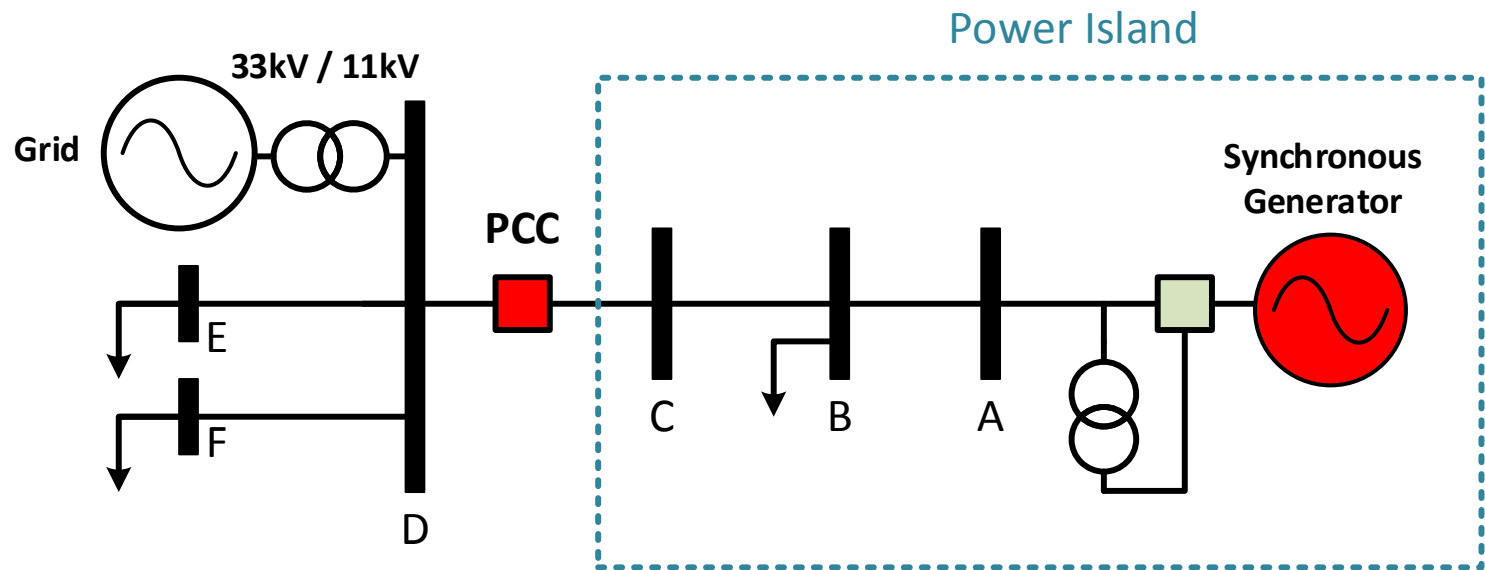 Power Island
33kV / 11kV
Grid
Synchronous
Generator
PCC
E
F
D
C
B
A